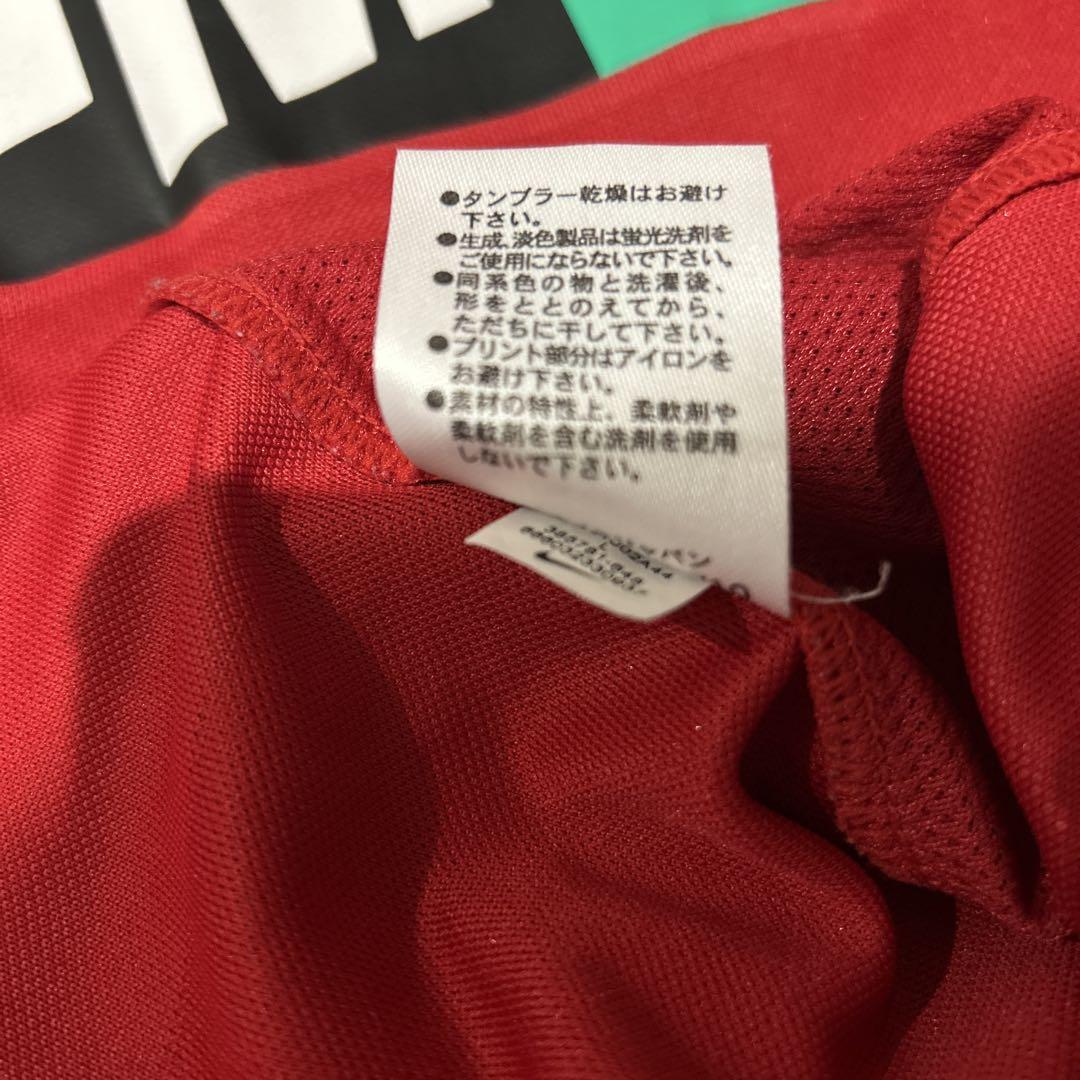 ●タンブラー乾燥はお避け
下さい。
●生成、淡色製品は蛍光洗剤を
ご使用にならないで下さい。
●同系色の物と洗濯後、
形をととのえてから、
ただちに干して下さい。
●プリント部分はアイロンを
お避け下さい。
●素材の特性上、柔軟剤や
柔軟剤を含む洗剤を使用
しないで下さい。